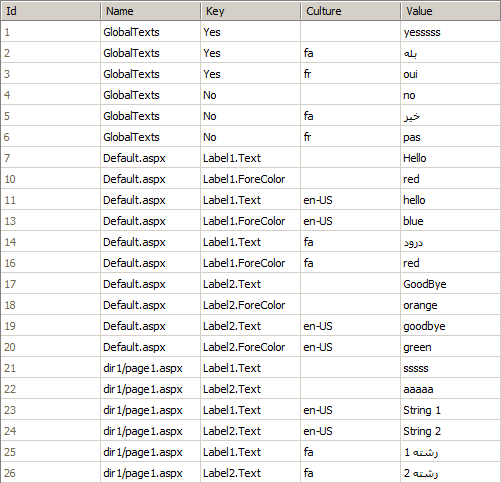 Id Name Key Culture Value
1 GlobalTexts Yes yesssss
2 GlobalTexts Yes fa بله
3 GlobalTexts Yes fr oui
4 GlobalTexts No no
5 GlobalTexts No fa خیر
6 GlobalTexts No fr pas
7 Default.aspx Label1.Text Hello
10 Default.aspx Label1.ForeColor red
11 Default.aspx Label1.Text en-US hello
13 Default.aspx Label1.ForeColor en-US blue
14 Default.aspx Label1.Text fa درود
16 Default.aspx Label1.ForeColor fa red
17 Default.aspx Label2.Text GoodBye
18 Default.aspx Label2.ForeColor orange
19 Default.aspx Label2.Text en-US goodbye
20 Default.aspx Label2.ForeColor en-US green
21 dir1/page1.aspx Label1.Text sssss
22 dir1/page1.aspx Label2.Text aaaaa
23 dir1/page1.aspx Label1.Text en-US String 1
24 dir1/page1.aspx Label2.Text en-US String 2
25 dir1/page1.aspx Label1.Text fa رشته 1
26 dir1/page1.aspx Label2.Text fa رشته 2